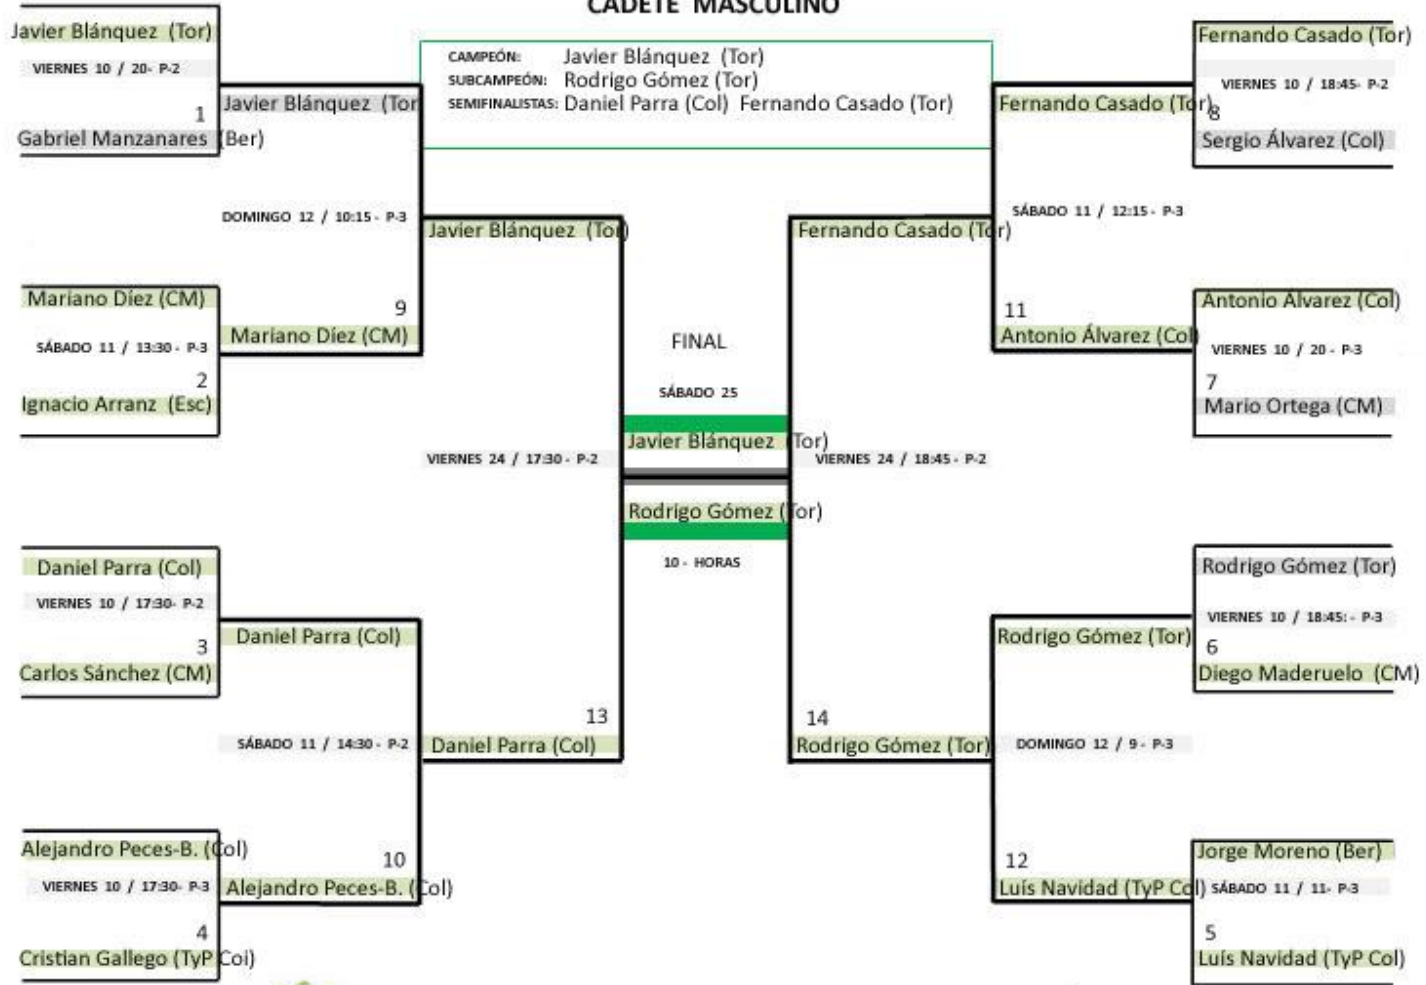 CADETE MASCULINO
CAMPEÓN: Javier Blánquez (Tor)
SUBCAMPEÓN: Rodrigo Gómez (Tor)
SEMIFINALISTAS: Daniel Parra (Col) Fernando Casado (Tor)
Javier Blánquez (Tor)
VIERNES 10 / 20- P-2
1
Gabriel Manzanares (Ber)
Mariano Díez (CM)
SÁBADO 11 / 13:30 - P-3
2
Ignacio Arranz (Esc)
Daniel Parra (Col)
VIERNES 10 / 17:30- P-2
3
Carlos Sánchez (CM)
Alejandro Peces-B. (Col)
VIERNES 10 / 17:30- P-3
4
Cristian Gallego (TyP Coi)
Javier Blánquez (Tor
DOMINGO 12 / 10:15 - P-3
9
Mariano Díez (CM)
Daniel Parra (Col)
SÁBADO 11 / 14:30 - P-2
10
Alejandro Peces-B. (Col)
Javier Blánquez (Tor)
VIERNES 24 / 17:30 - P-2
13
Daniel Parra (Col)
FINAL
SÁBADO 25
Javier Blánquez (Tor)
Rodrigo Gómez (Tor)
10 - HORAS
Fernando Casado (Tor)
VIERNES 24 / 18:45 - P-2
14
Rodrigo Gómez (Tor)
Fernando Casado (Tor)
SÁBADO 11 / 12:15 - P-3
11
Antonio Álvarez (Col)
Rodrigo Gómez (Tor)
DOMINGO 12 / 9 - P-3
12
Luís Navidad (TyP Col)
Fernando Casado (Tor)
VIERNES 10 / 18:45- P-2
8
Sergio Álvarez (Col)
Antonio Álvarez (Col)
VIERNES 10 / 20 - P-3
7
Mario Ortega (CM)
Rodrigo Gómez (Tor)
VIERNES 10 / 18:45: - P-3
6
Diego Maderuelo (CM)
Jorge Moreno (Ber)
SÁBADO 11 / 11- P-3
5
Luís Navidad (TyP Col)